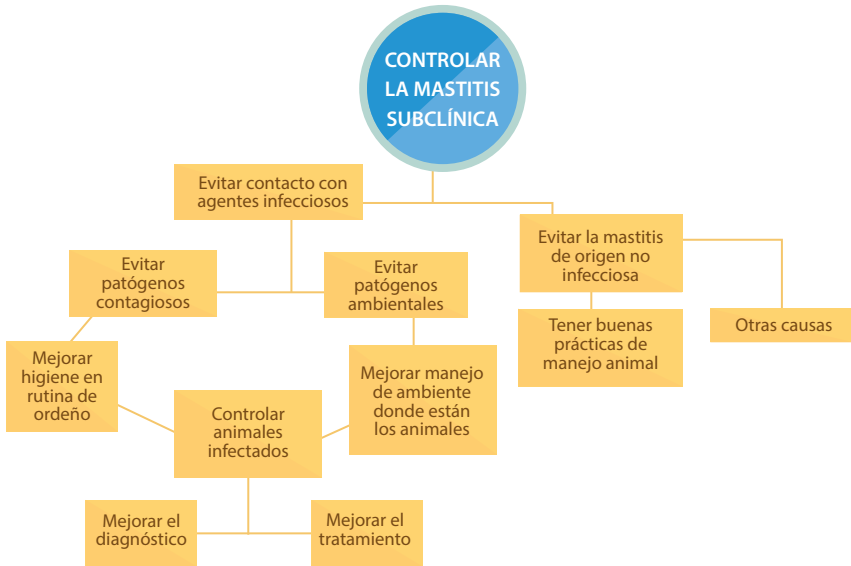 CONTROLAR
LA MASTITIS
SUBCLÍNICA
Evitar contacto con
agentes infecciosos
Evitar la mastitis
de origen no
infecciosa
Evitar
patógenos
contagiosos
Evitar
patógenos
ambientales
Tener buenas
prácticas de
manejo animal
Otras causas
Mejorar
higiene en
rutina de
ordeño
Controlar
animales
infectados
Mejorar manejo
de ambiente
donde están
los animales
Mejorar el
diagnóstico
Mejorar el
tratamiento